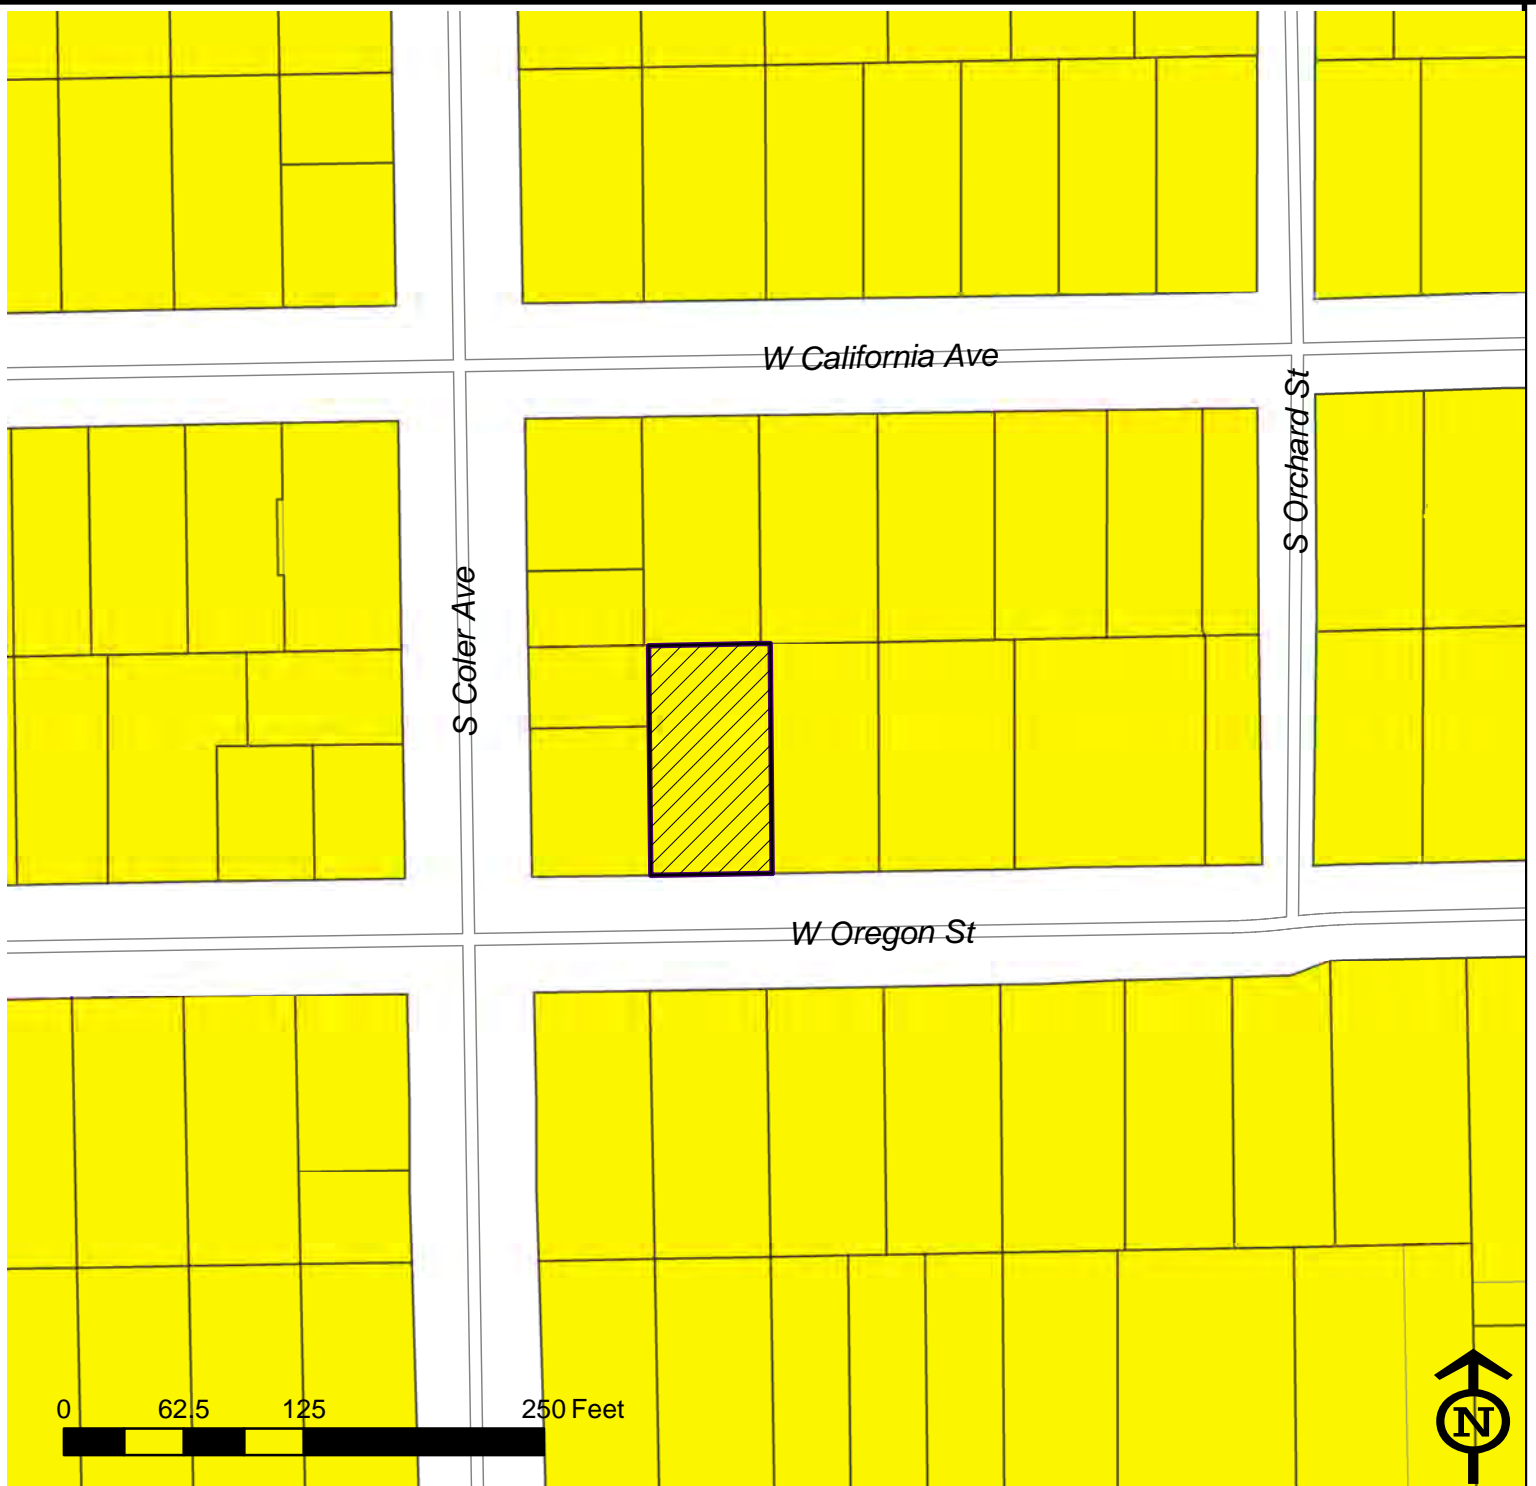 W California Ave
S Orchard St
S Coler Ave
W Oregon St
0 62.5 125 250 Feet
N